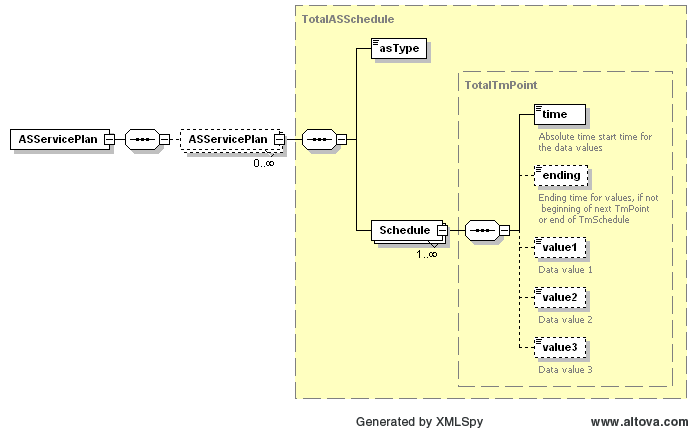 TotalASSchedule
asType
TotalTmPoint
time
Absolute time start time for
the data values
ASServicePlan
ASServicePlan
0..∞
ending
Ending time for values, if not
beginning of next TmPoint
or end of TmSchedule
Schedule
1..∞
value1
Data value 1
value2
Data value 2
value3
Data value 3
Generated by XMLSpy
www.altova.com